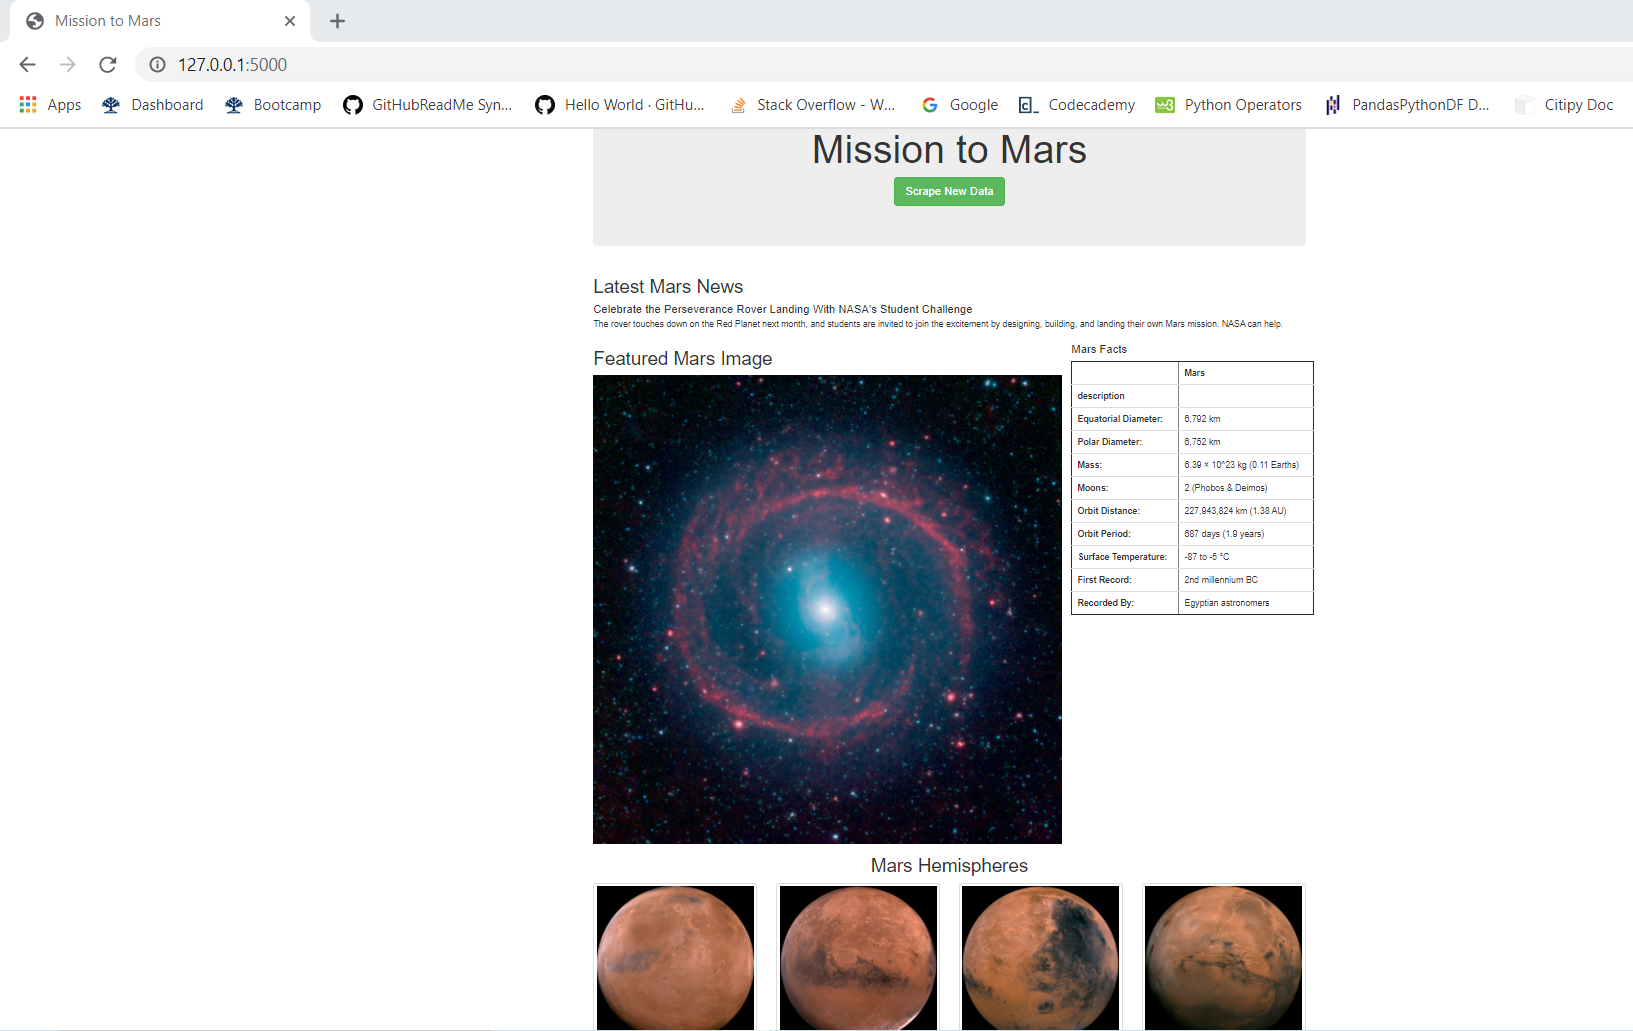 Mission to Mars
127.0.0.1:5000
Apps Dashboard Bootcamp GitHubReadMe Syn... Hello World · GitHu... Stack Overflow - W... Google Codecademy Python Operators PandasPythonDF D... Citipy Doc
Mission to Mars
Scrape New Data
Latest Mars News
Celebrate the Perseverance Rover Landing With NASA's Student Challenge
The rover touches down on the Red Planet next month, and students are invited to join the excitement by designing, building, and landing their own Mars mission. NASA can help.
Featured Mars Image
Mars Facts
Mars
description
Equatorial Diameter: 6,792 km
Polar Diameter: 6,752 km
Mass: 6.39 × 10^23 kg (0.11 Earths)
Moons: 2 (Phobos & Deimos)
Orbit Distance: 227,943,824 km (1.38 AU)
Orbit Period: 687 days (1.9 years)
Surface Temperature: -87 to -5 °C
First Record: 2nd millennium BC
Recorded By: Egyptian astronomers
Mars Hemispheres